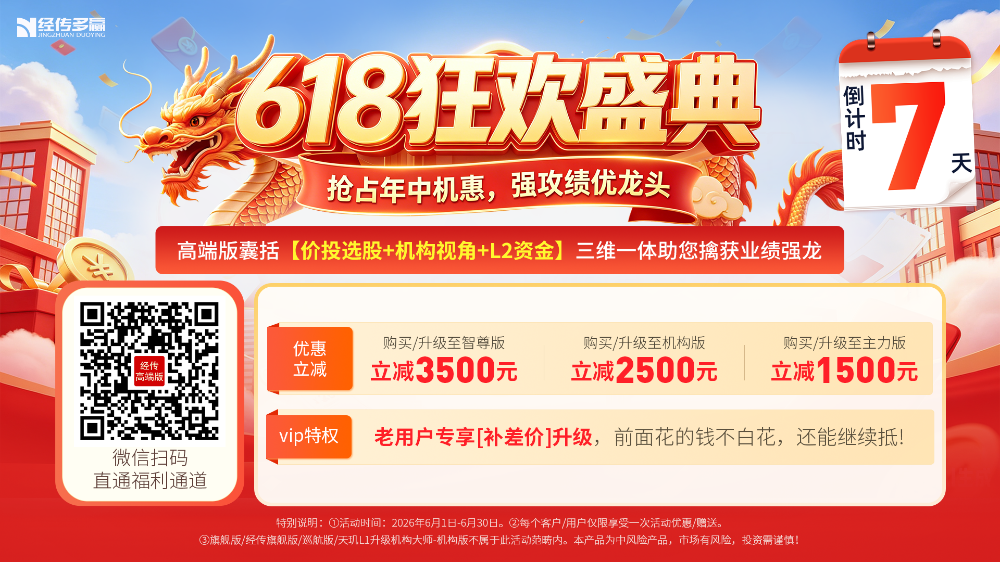 经传多赢
JINGZHUAN DUOYING
618狂欢盛典
抢占年中机惠，强攻绩优龙头
倒计时
7
天
高端版囊括【价投选股+机构视角+L2资金】三维一体助您擒获业绩强龙
经传
高端版
微信扫码
直通福利通道
优惠
立减
购买/升级至智尊版
立减3500元
购买/升级至机构版
立减2500元
购买/升级至主力版
立减1500元
vip特权
老用户专享[补差价]升级，前面花的钱不白花，还能继续抵!
特别说明：①活动时间：2026年6月1日-6月30日。②每个客户/用户仅限享受一次活动优惠/赠送。
③旗舰版/经传旗舰版/巡航版/天玑L1升级机构大师-机构版不属于此活动范畴内。本产品为中风险产品，市场有风险，投资需谨慎！